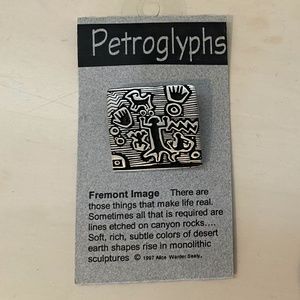 Petroglyphs
Fremont Image There are
those things that make life real.
Sometimes all that is required are
lines etched on canyon rocks....
Soft, rich, subtle colors of desert
earth shapes rise in monolithic
sculptures © 1997 Alice Warder Seely